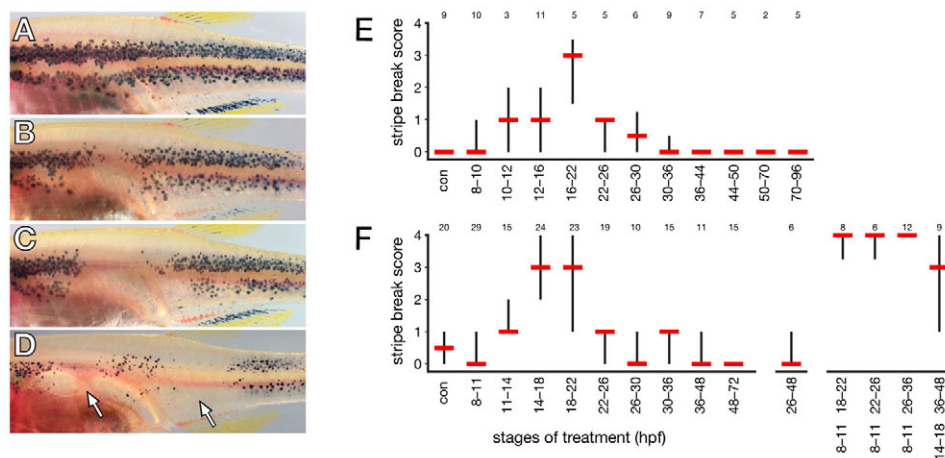 A
B
C
D
E
9 10 3 11 5 5 6 9 7 5 2 5
stripe break score
4
3
2
1
0
con 8–10 10–12 12–16 16–22 22–26 26–30 30–36 36–44 44–50 50–70 70–96
F
20 29 15 24 23 19 10 15 11 15 6 8 6 12 9
stripe break score
4
3
2
1
0
con 8–11 11–14 14–18 18–22 22–26 26–30 30–36 36–48 48–72 26–48
8–11 18–22
8–11 22–26
8–11 26–36
14–18 36–48
stages of treatment (hpf)